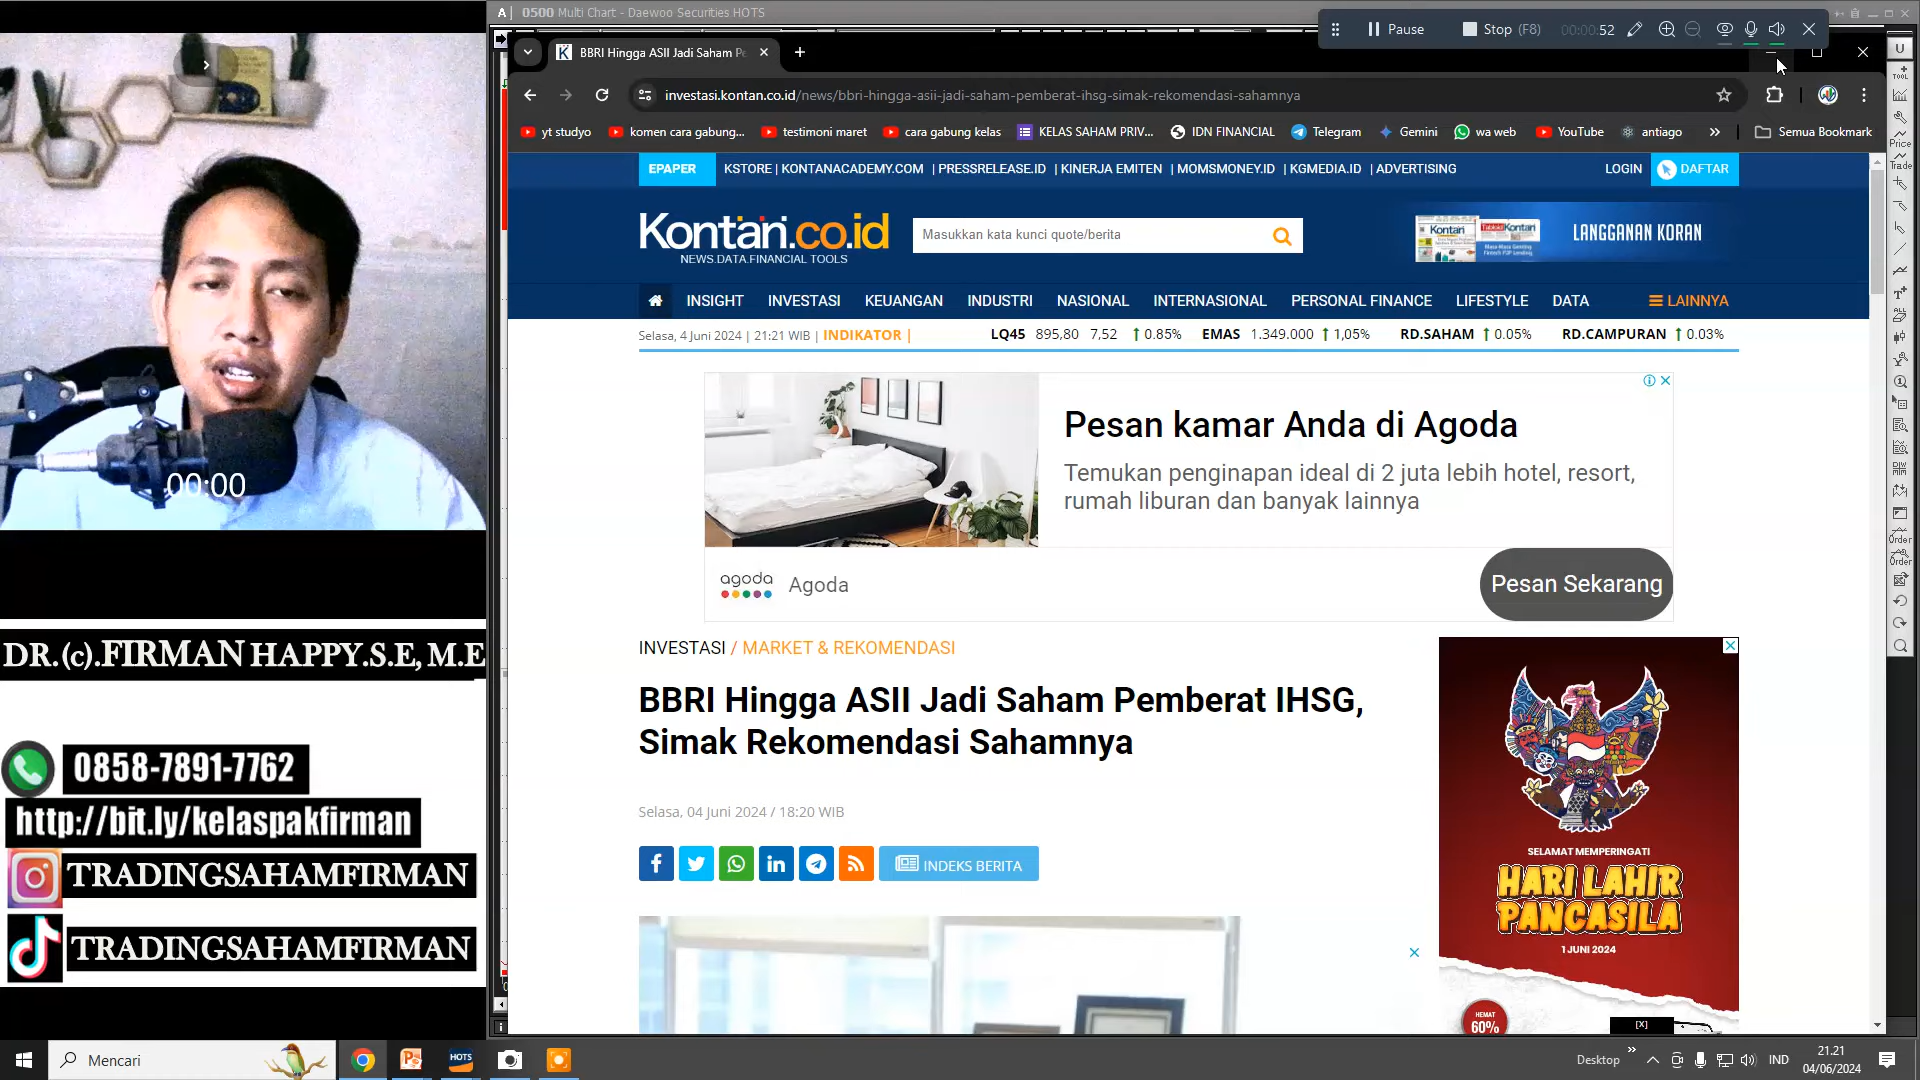 A 0500 Multi Chart - Daewoo Securities HOTS
Pause Stop (F8) 00:00:52
BBRI Hingga ASII Jadi Saham Pe
investasi.kontan.co.id/news/bbri-hingga-asii-jadi-saham-pemberat-ihsg-simak-rekomendasi-sahamnya
yt studyo komen cara gabung... testimoni maret cara gabung kelas KELAS SAHAM PRIV... IDN FINANCIAL Telegram Gemini wa web YouTube antiago » Semua Bookmark
EPAPER KSTORE | KONTANACADEMY.COM | PRESSRELEASE.ID | KINERJA EMITEN | MOMSMONEY.ID | KGMEDIA.ID | ADVERTISING LOGIN DAFTAR
Kontan.co.id
NEWS.DATA.FINANCIAL TOOLS
Masukkan kata kunci quote/berita
Kontan
LANGGANAN KORAN
INSIGHT INVESTASI KEUANGAN INDUSTRI NASIONAL INTERNASIONAL PERSONAL FINANCE LIFESTYLE DATA LAINNYA
Selasa, 4 Juni 2024 | 21:21 WIB | INDIKATOR | LQ45 895,80 7,52 0.85% EMAS 1.349.000 1,05% RD.SAHAM 0.05% RD.CAMPURAN 0.03%
Pesan kamar Anda di Agoda
Temukan penginapan ideal di 2 juta lebih hotel, resort,
rumah liburan dan banyak lainnya
agoda Agoda
Pesan Sekarang
INVESTASI / MARKET & REKOMENDASI
BBRI Hingga ASII Jadi Saham Pemberat IHSG,
Simak Rekomendasi Sahamnya
Selasa, 04 Juni 2024 / 18:20 WIB
INDEKS BERITA
SELAMAT MEMPERINGATI
HARI LAHIR
PANCASILA
1 JUNI 2024
HEMAT
60%
[X]
00:00
DR.(c).FIRMAN HAPPY.S.E, M.E
0858-7891-7762
http://bit.ly/kelaspakfirman
TRADINGSAHAMFIRMAN
TRADINGSAHAMFIRMAN
U
TOOL
Price
Trade
T
ALL
Order
Order
Mencari
HOTS
Desktop » IND
21.21
04/06/2024